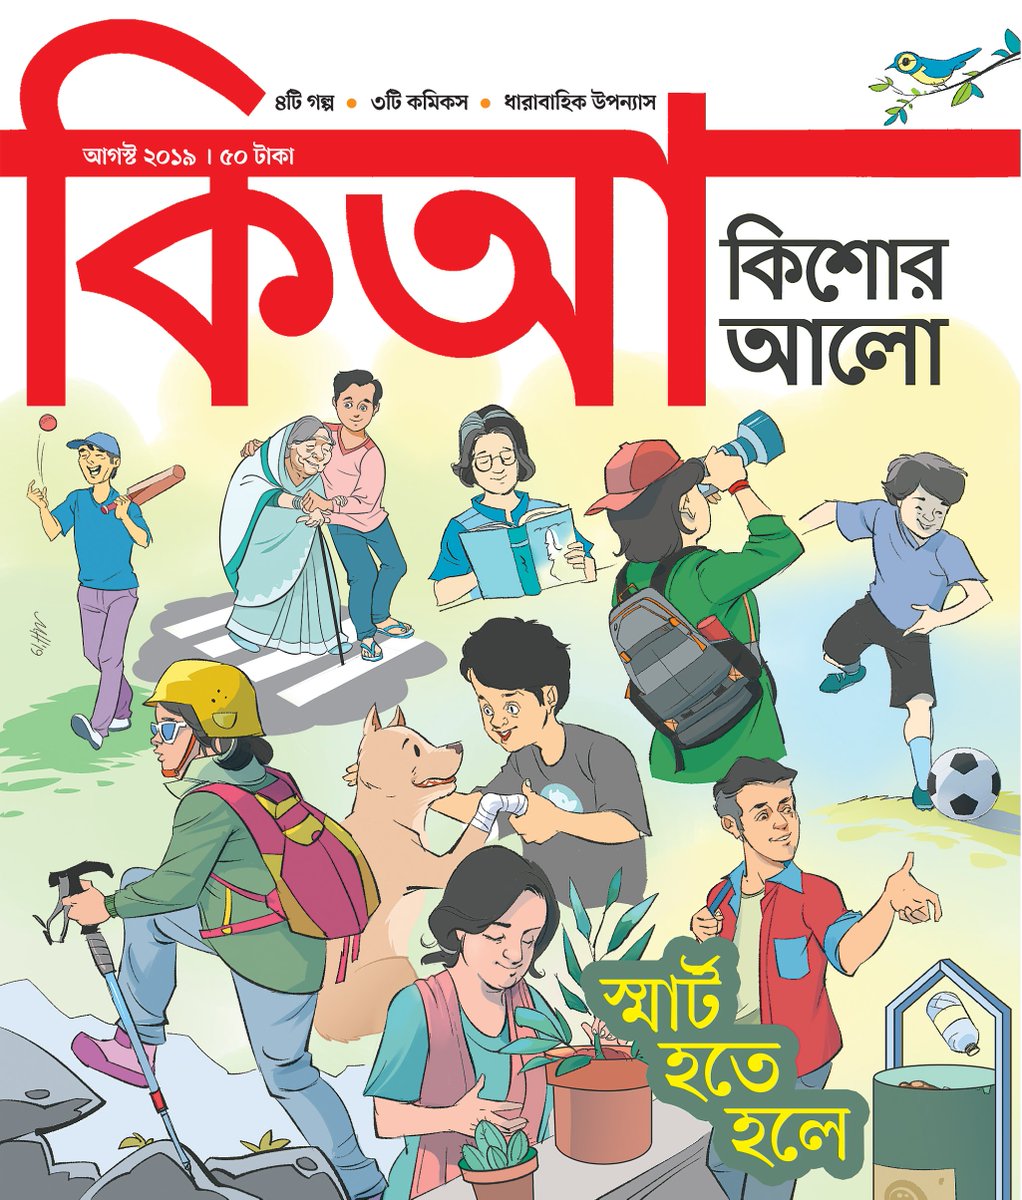 ৪টি গল্প • ৩টি কমিকস • ধারাবাহিক উপন্যাস
আগস্ট ২০১৯ । ৫০ টাকা
কিআ
কিশোর
আলো
স্মার্ট
হতে
হলে